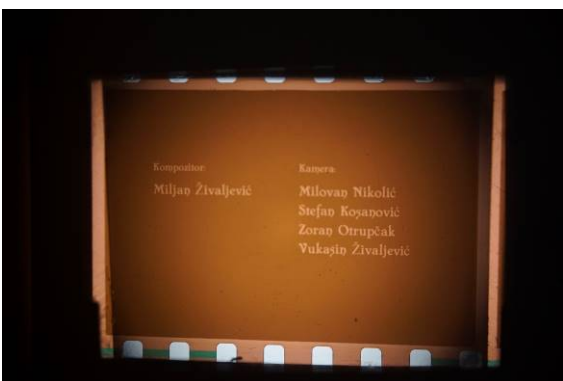 Kompozitor:
Miljan Živaljević
Kamera:
Milovan Nikolić
Stefan Kosanović
Zoran Otrupčak
Vukašin Živaljević